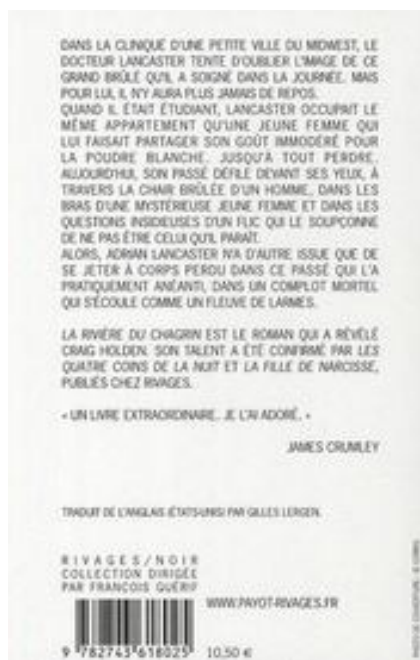 DANS LA CLINIQUE D'UNE PETITE VILLE DU MIDWEST, LE
DOCTEUR LANCASTER TENTE D'OUBLIER L'IMAGE DE CE
GRAND BRÛLÉ QU'IL A SOIGNÉ DANS LA JOURNÉE. MAIS
POUR LUI, IL N'Y AURA PLUS JAMAIS DE REPOS.
QUAND IL ÉTAIT ÉTUDIANT, LANCASTER OCCUPAIT LE
MÊME APPARTEMENT QU'UNE JEUNE FEMME QUI
LUI FAISAIT PARTAGER SON GOÛT IMMODÉRÉ POUR
LA POUDRE BLANCHE. JUSQU'À TOUT PERDRE.
AUJOURD'HUI, SON PASSÉ DÉFILE DEVANT SES YEUX, À
TRAVERS LA CHAIR BRÛLÉE D'UN HOMME, DANS LES
BRAS D'UNE MYSTÉRIEUSE JEUNE FEMME ET DANS LES
QUESTIONS INSIDIEUSES D'UN FLIC QUI LE SOUPÇONNE
DE NE PAS ÊTRE CELUI QU'IL PARAÎT.
ALORS, ADRIAN LANCASTER N'A D'AUTRE ISSUE QUE DE
SE JETER À CORPS PERDU DANS CE PASSÉ QUI L'A
PRATIQUEMENT ANÉANTI, DANS UN COMPLOT MORTEL
QUI S'ÉCOULE COMME UN FLEUVE DE LARMES.
LA RIVIÈRE DU CHAGRIN EST LE ROMAN QUI A RÉVÉLÉ
CRAIG HOLDEN. SON TALENT A ÉTÉ CONFIRMÉ PAR LES
QUATRE COINS DE LA NUIT ET LA FILLE DE NARCISSE,
PUBLIÉS CHEZ RIVAGES.
« UN LIVRE EXTRAORDINAIRE. JE L'AI ADORÉ. »
JAMES CRUMLEY
TRADUIT DE L'ANGLAIS (ÉTATS-UNIS) PAR GILLES LERGEN.
RIVAGES/NOIR
COLLECTION DIRIGÉE
PAR FRANÇOIS GUÉRIF
WWW.PAYOT-RIVAGES.FR
9 782743 618025
10,50 €